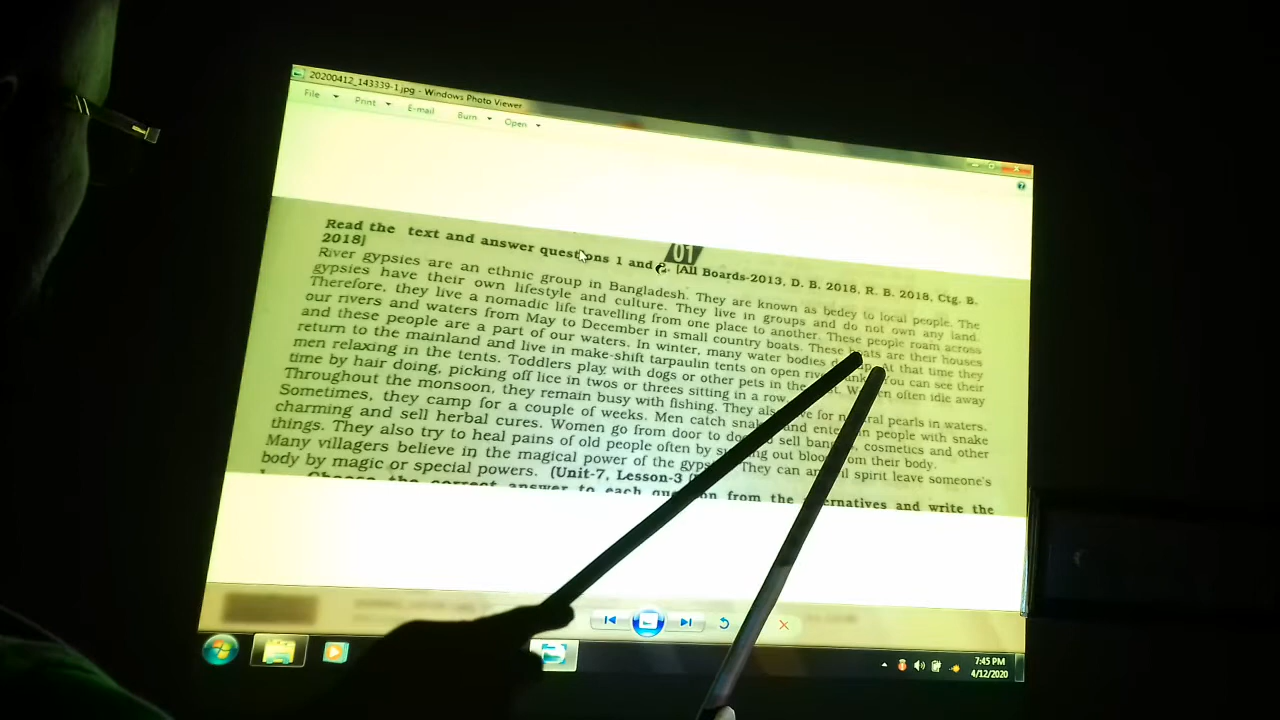 20200412_143339-1.jpg - Windows Photo Viewer
File Print E-mail Burn Open
01
Read the text and answer questions 1 and 2. [All Boards-2013, D. B. 2018, R. B. 2018, Ctg. B.
2018]
River gypsies are an ethnic group in Bangladesh. They are known as bedey to local people. The
gypsies have their own lifestyle and culture. They live in groups and do not own any land.
Therefore, they live a nomadic life travelling from one place to another. These people roam across
our rivers and waters from May to December in small country boats. These boats are their houses
and these people are a part of our waters. In winter, many water bodies up. At that time they
return to the mainland and live in make-shift tarpaulin tents on open You can see their
men relaxing in the tents. Toddlers play with dogs or other pets in the often idle away
time by hair doing, picking off lice in twos or threes sitting in a row.
Throughout the monsoon, they remain busy with fishing. They also for pearls in waters.
Sometimes, they camp for a couple of weeks. Men catch and people with snake
charming and sell herbal cures. Women go from door to sell cosmetics and other
things. They also try to heal pains of old people often by out from their body.
Many villagers believe in the magical power of the They can spirit leave someone's
body by magic or special powers. (Unit-7, Lesson-3
Choose the correct answer to each from the and write the
7:45 PM
4/12/2020